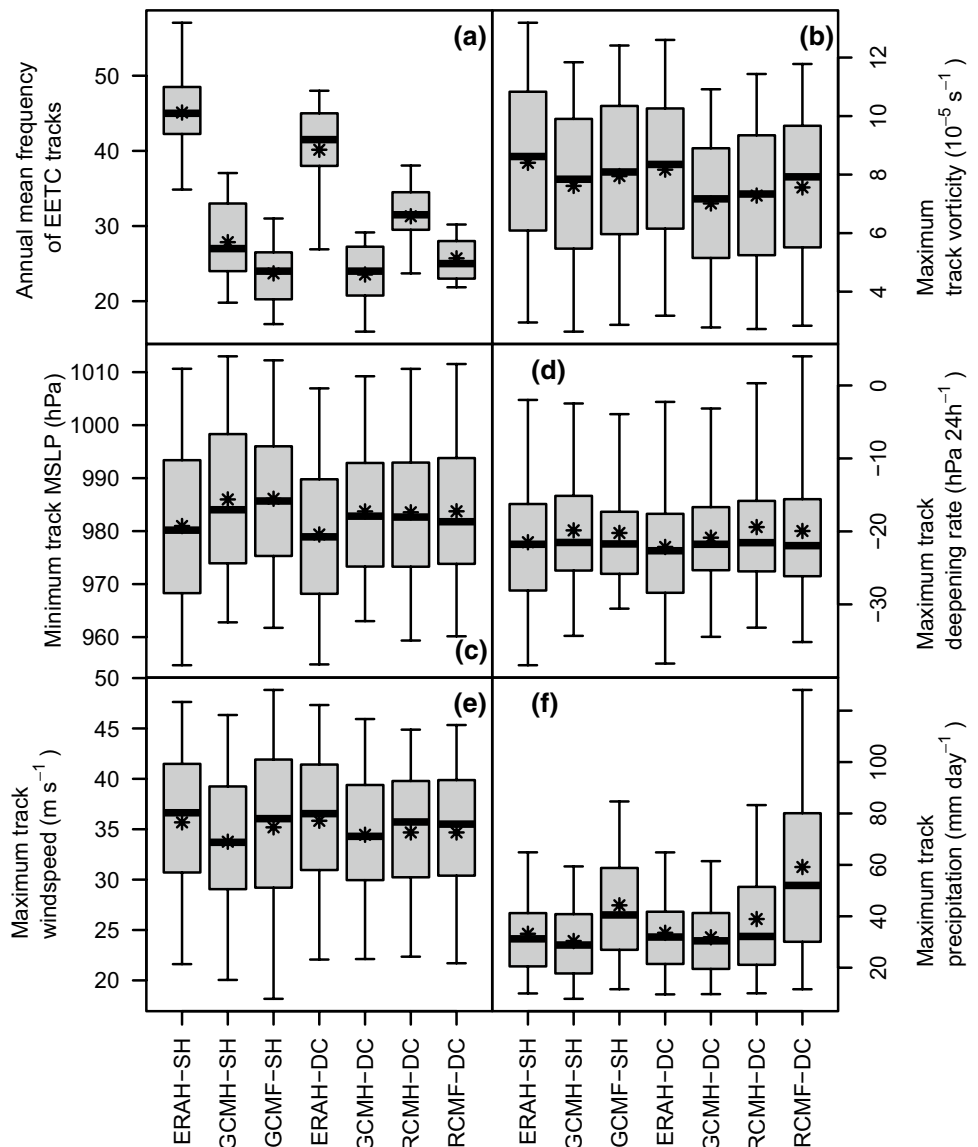 (a)
Annual mean frequency
of EETC tracks
50
40
30
20
(b)
Maximum
track vorticity (10⁻⁵ s⁻¹)
12
10
8
6
4
(c)
Minimum track MSLP (hPa)
1010
1000
990
980
970
960
(d)
Maximum track
deepening rate (hPa 24h⁻¹)
0
−10
−20
−30
(e)
Maximum track
windspeed (m s⁻¹ )
50
45
40
35
30
25
20
(f)
Maximum track
precipitation (mm day⁻¹ )
100
80
60
40
20
ERAH−SH
GCMH−SH
GCMF−SH
ERAH−DC
GCMH−DC
RCMH−DC
RCMF−DC
ERAH−SH
GCMH−SH
GCMF−SH
ERAH−DC
GCMH−DC
RCMH−DC
RCMF−DC